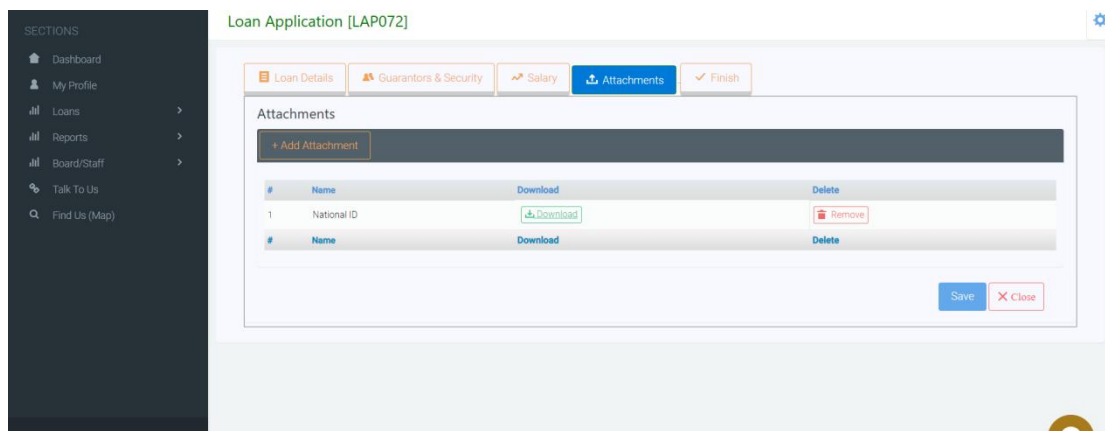 SECTIONS
Dashboard
My Profile
Loans
Reports
Board/Staff
Talk To Us
Find Us (Map)
Loan Application [LAP072]
Loan Details Guarantors & Security Salary Attachments Finish
Attachments
+ Add Attachment
# Name Download Delete
1 National ID Download Remove
# Name Download Delete
Save Close